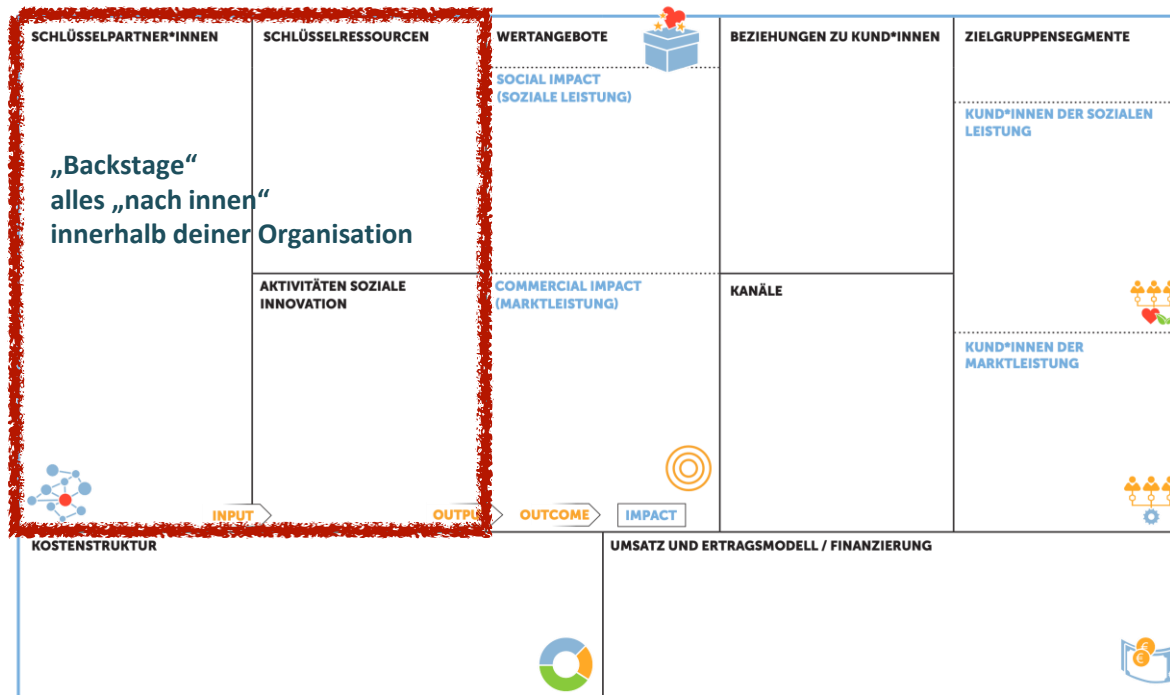 SCHLÜSSELPARTNER*INNEN
„Backstage“
alles „nach innen“
innerhalb deiner Organisation
SCHLÜSSELRESSOURCEN
AKTIVITÄTEN SOZIALE
INNOVATION
WERTANGEBOTE
SOCIAL IMPACT
(SOZIALE LEISTUNG)
COMMERCIAL IMPACT
(MARKTLEISTUNG)
BEZIEHUNGEN ZU KUND*INNEN
KANÄLE
ZIELGRUPPENSEGMENTE
KUND*INNEN DER SOZIALEN
LEISTUNG
KUND*INNEN DER
MARKTLEISTUNG
INPUT
OUTPUT
OUTCOME
IMPACT
KOSTENSTRUKTUR
UMSATZ UND ERTRAGSMODELL / FINANZIERUNG